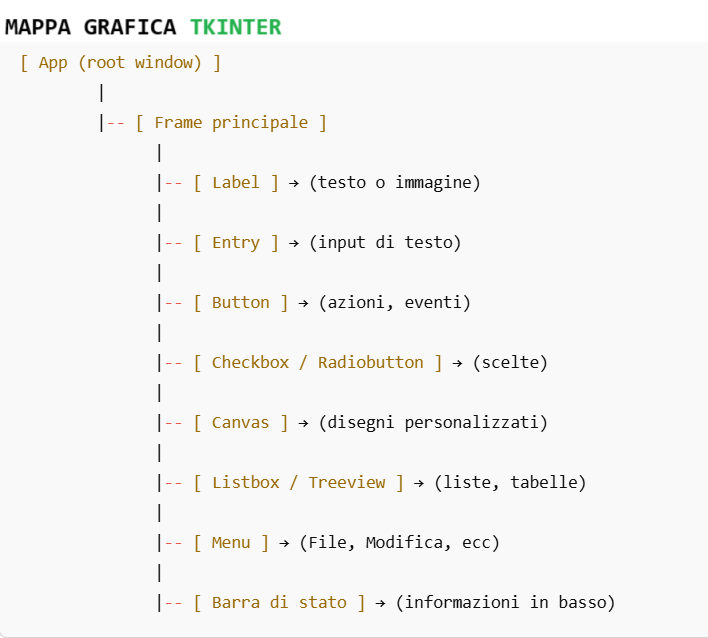 MAPPA GRAFICA TKINTER
[ App (root window) ]
|
|-- [ Frame principale ]
|
|-- [ Label ] → (testo o immagine)
|
|-- [ Entry ] → (input di testo)
|
|-- [ Button ] → (azioni, eventi)
|
|-- [ Checkbox / Radiobutton ] → (scelte)
|
|-- [ Canvas ] → (disegni personalizzati)
|
|-- [ Listbox / Treeview ] → (liste, tabelle)
|
|-- [ Menu ] → (File, Modifica, ecc)
|
|-- [ Barra di stato ] → (informazioni in basso)